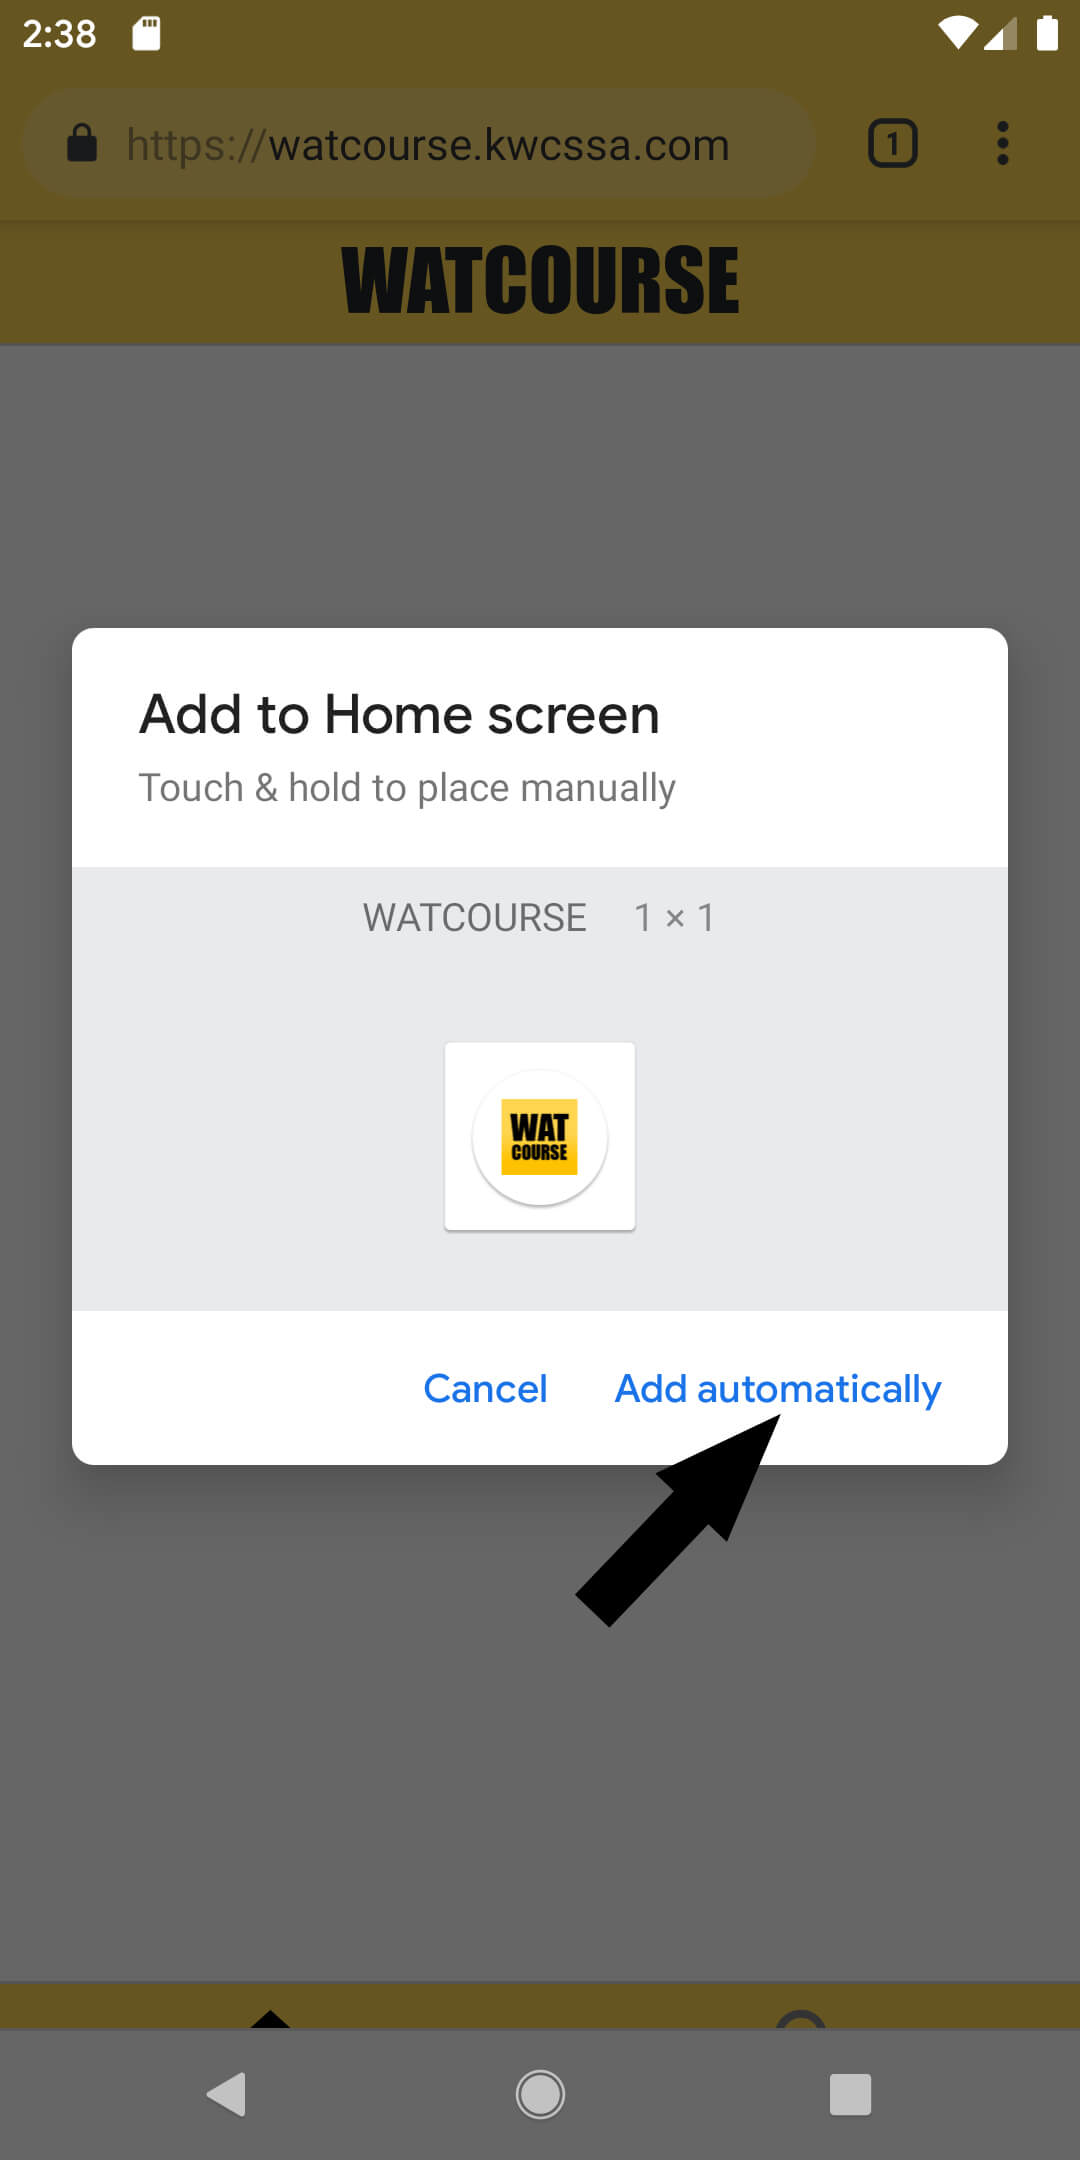 2:38
https://watcourse.kwcssa.com
1
WATCOURSE
Add to Home screen
Touch & hold to place manually
WATCOURSE 1 × 1
WAT
COURSE
Cancel Add automatically